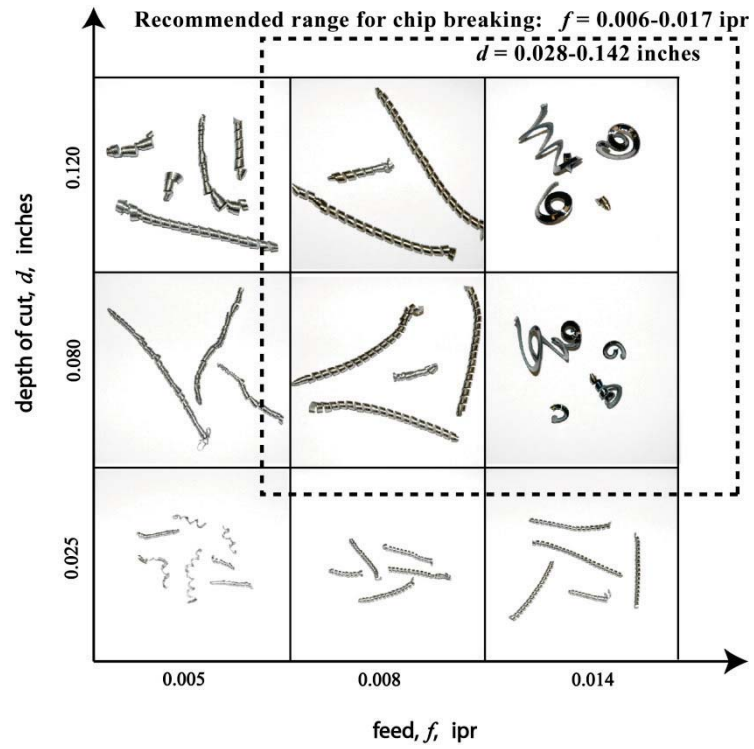 Recommended range for chip breaking: f = 0.006-0.017 ipr
d = 0.028-0.142 inches
depth of cut, d, inches
0.120
0.080
0.025
0.005
0.008
0.014
feed, f, ipr